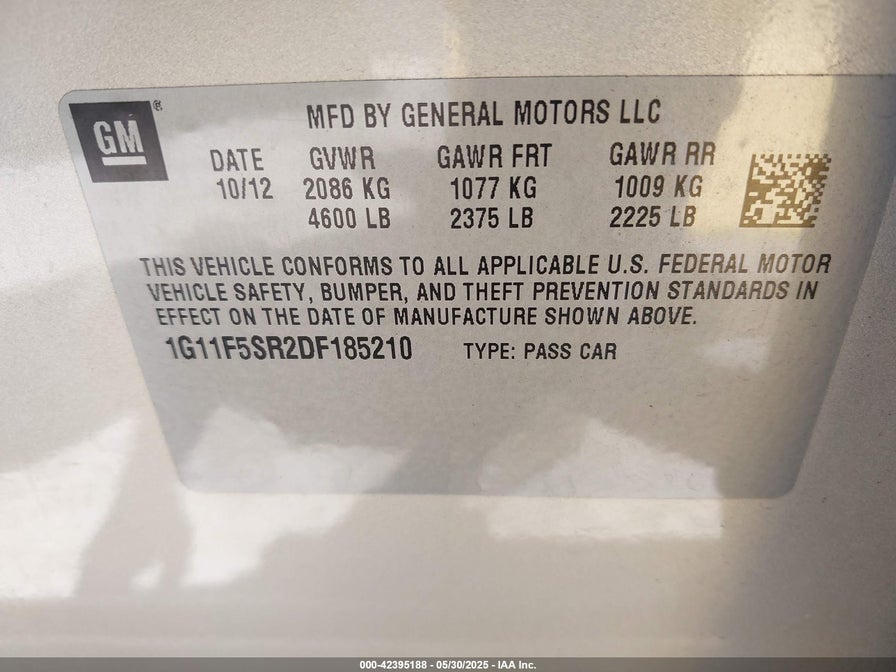 GM ®
MFD BY GENERAL MOTORS LLC
DATE GVWR GAWR FRT GAWR RR
10/12 2086 KG 1077 KG 1009 KG
4600 LB 2375 LB 2225 LB
THIS VEHICLE CONFORMS TO ALL APPLICABLE U.S. FEDERAL MOTOR
VEHICLE SAFETY, BUMPER, AND THEFT PREVENTION STANDARDS IN
EFFECT ON THE DATE OF MANUFACTURE SHOWN ABOVE.
1G11F5SR2DF185210 TYPE: PASS CAR
000-42395188 - 05/30/2025 - IAA Inc.